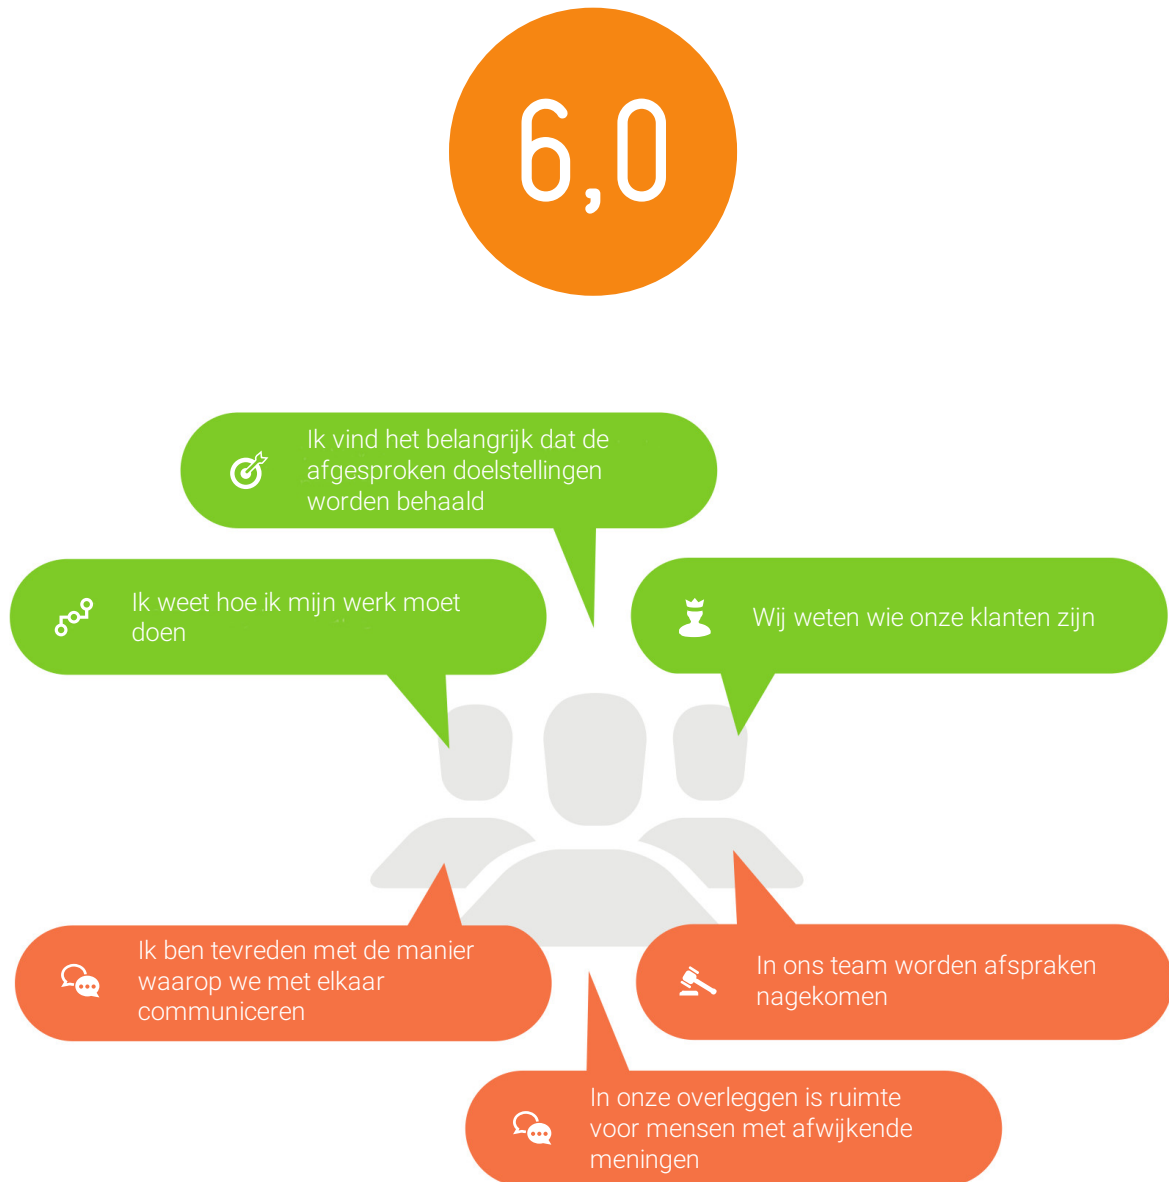 6,0
Ik vind het belangrijk dat de
afgesproken doelstellingen
worden behaald
Ik weet hoe ik mijn werk moet
doen
Wij weten wie onze klanten zijn
Ik ben tevreden met de manier
waarop we met elkaar
communiceren
In ons team worden afspraken
nagekomen
In onze overleggen is ruimte
voor mensen met afwijkende
meningen